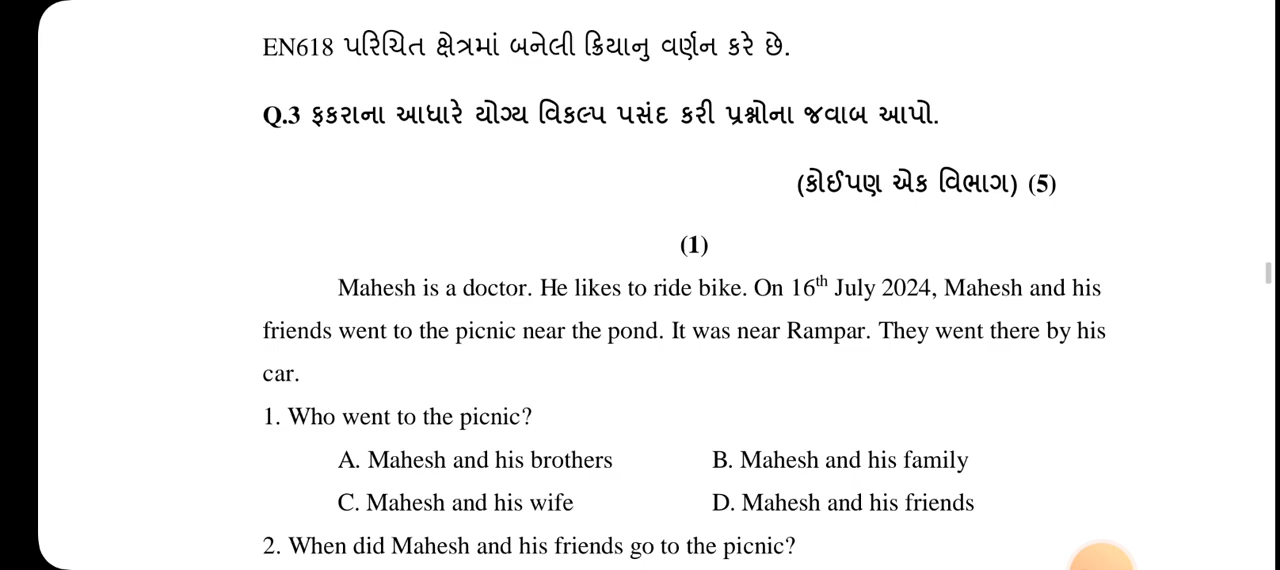 EN618 પરિચિત ક્ષેત્રમાં બનેલી ક્રિયાનુ વર્ણન કરે છે.
Q.3 ફકરાના આધારે યોગ્ય વિકલ્પ પસંદ કરી પ્રશ્નોના જવાબ આપો.
(કોઈપણ એક વિભાગ) (5)
(1)
Mahesh is a doctor. He likes to ride bike. On 16th July 2024, Mahesh and his
friends went to the picnic near the pond. It was near Rampar. They went there by his
car.
1. Who went to the picnic?
A. Mahesh and his brothers B. Mahesh and his family
C. Mahesh and his wife D. Mahesh and his friends
2. When did Mahesh and his friends go to the picnic?